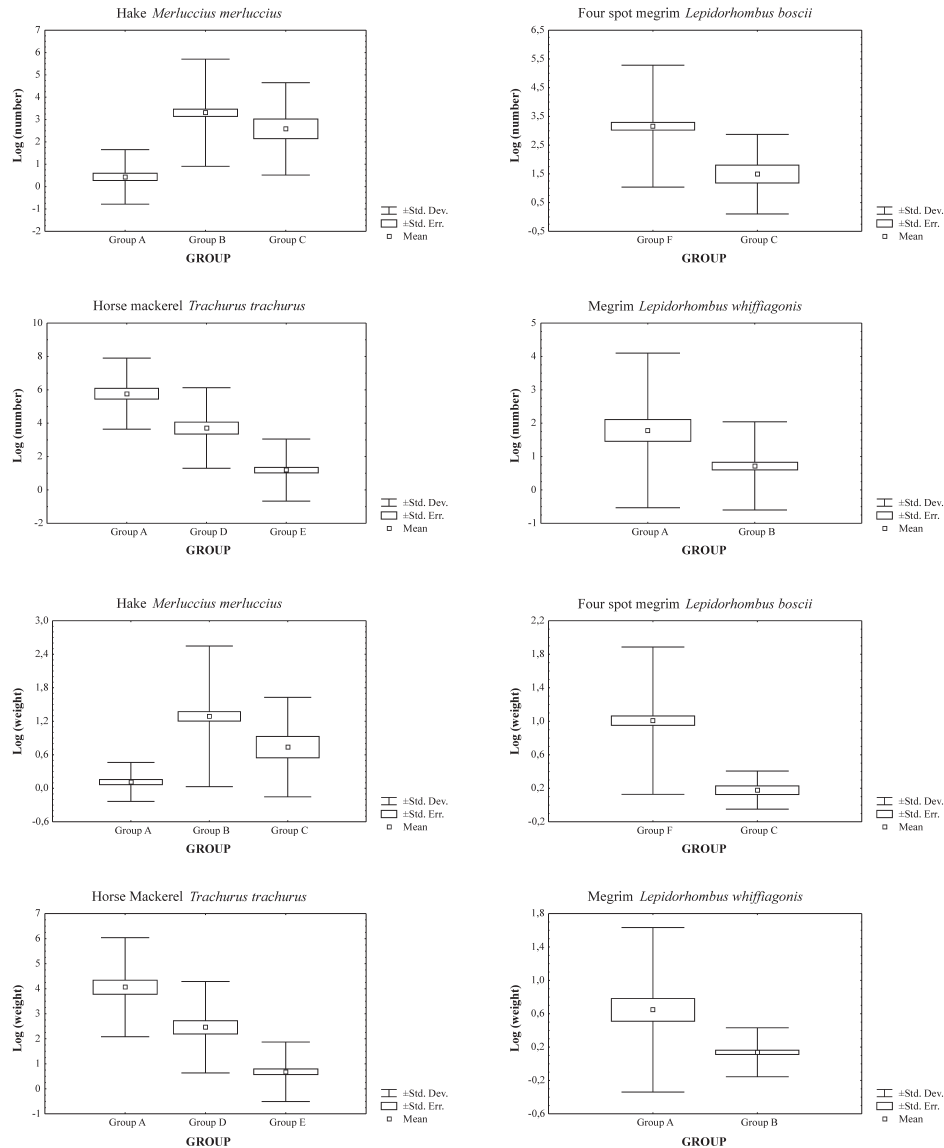 Hake Merluccius merluccius
7
6
5
4
3
2
1
0
-1
-2
Log (number)
Group A Group B Group C
GROUP
±Std. Dev.
±Std. Err.
Mean
Four spot megrim Lepidorhombus boscii
6,5
5,5
4,5
3,5
2,5
1,5
0,5
-0,5
Log (number)
Group F Group C
GROUP
±Std. Dev.
±Std. Err.
Mean
Horse mackerel Trachurus trachurus
10
8
6
4
2
0
-2
Log (number)
Group A Group D Group E
GROUP
±Std. Dev.
±Std. Err.
Mean
Megrim Lepidorhombus whiffiagonis
5
4
3
2
1
0
-1
Log (number)
Group A Group B
GROUP
±Std. Dev.
±Std. Err.
Mean
Hake Merluccius merluccius
3,0
2,4
1,8
1,2
0,6
0,0
-0,6
Log (weight)
Group A Group B Group C
GROUP
±Std. Dev.
±Std. Err.
Mean
Four spot megrim Lepidorhombus boscii
2,2
1,8
1,4
1,0
0,6
0,2
-0,2
Log (weight)
Group F Group C
GROUP
±Std. Dev.
±Std. Err.
Mean
Horse Mackerel Trachurus trachurus
7
6
5
4
3
2
1
0
-1
Log (weight)
Group A Group D Group E
GROUP
±Std. Dev.
±Std. Err.
Mean
Megrim Lepidorhombus whiffiagonis
1,8
1,4
1,0
0,6
0,2
-0,2
-0,6
Log (weight)
Group A Group B
GROUP
±Std. Dev.
±Std. Err.
Mean